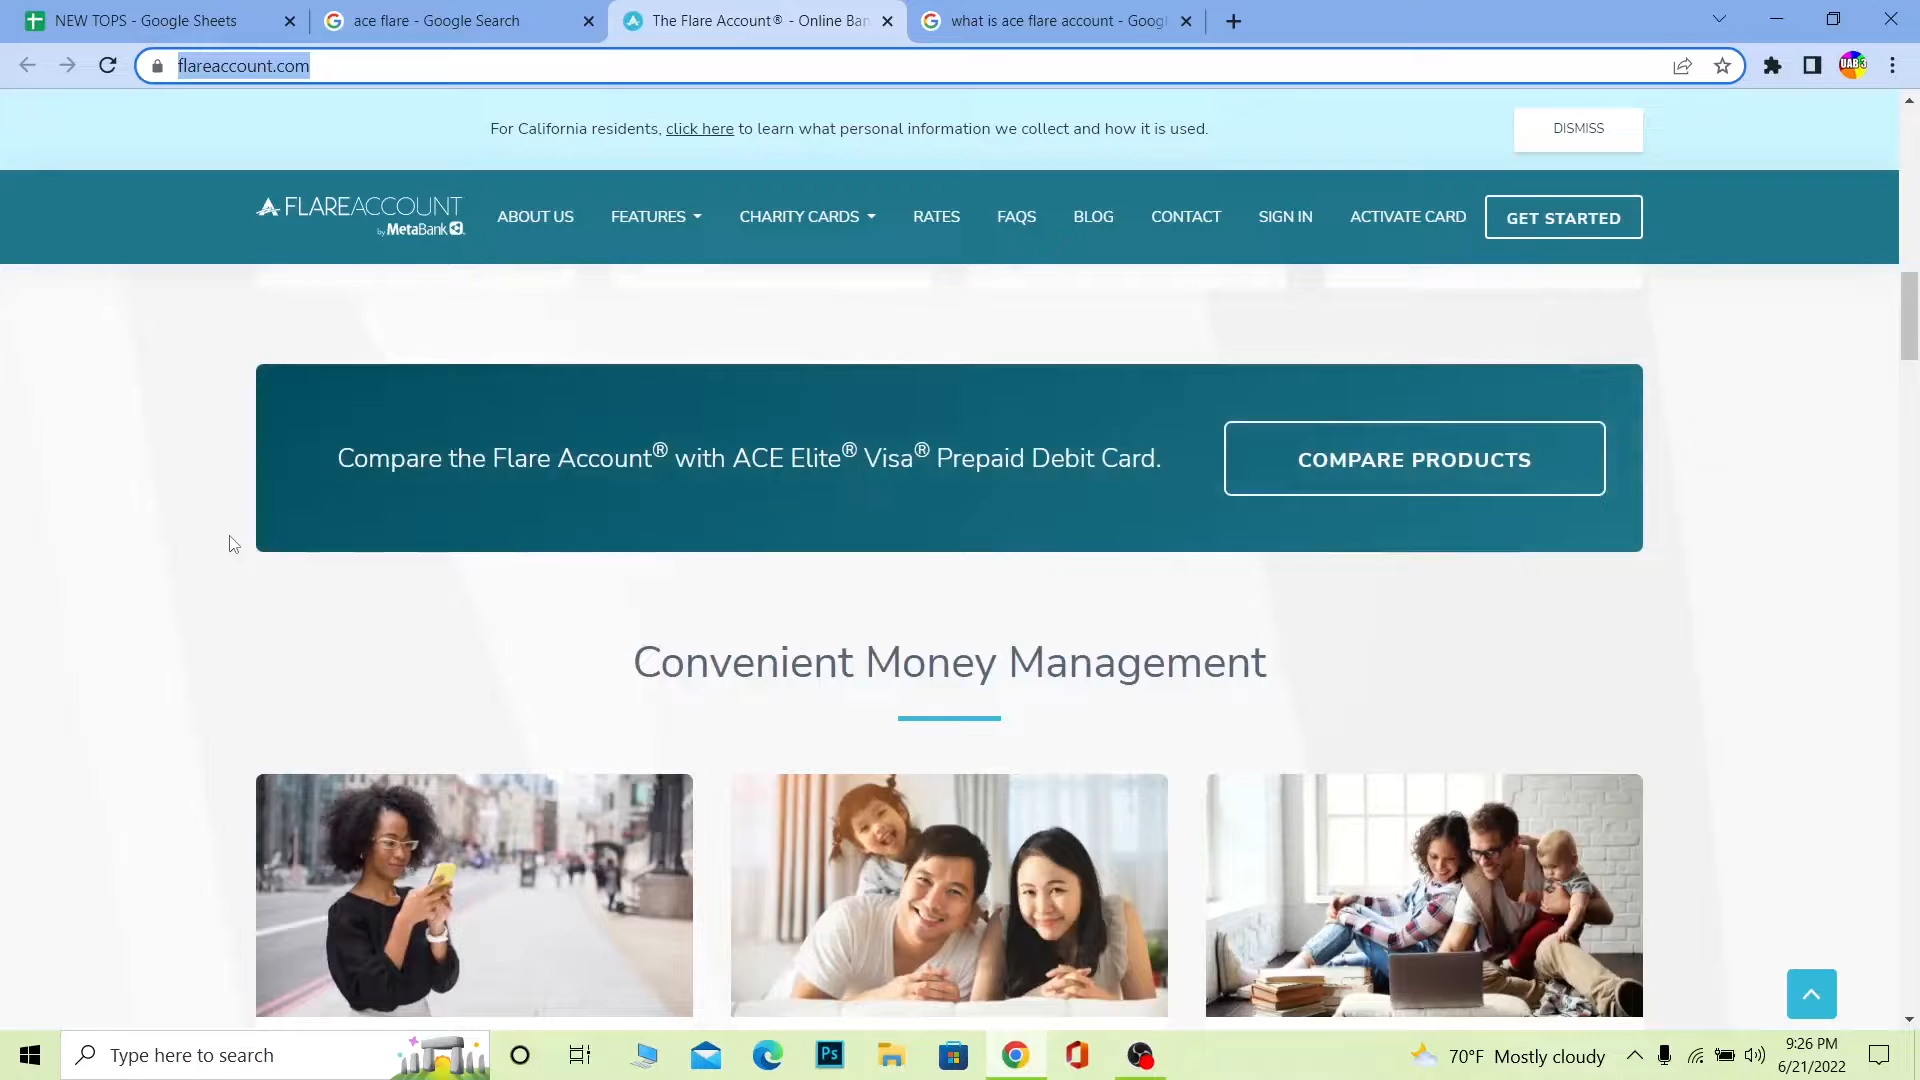 NEW TOPS - Google Sheets
ace flare - Google Search
The Flare Account® - Online Ban
what is ace flare account - Googl
flareaccount.com
UAB 3
For California residents, click here to learn what personal information we collect and how it is used.
DISMISS
FLAREACCOUNT
by MetaBank
ABOUT US
FEATURES
CHARITY CARDS
RATES
FAQS
BLOG
CONTACT
SIGN IN
ACTIVATE CARD
GET STARTED
Compare the Flare Account® with ACE Elite® Visa® Prepaid Debit Card.
COMPARE PRODUCTS
Convenient Money Management
Type here to search
Ps
70°F Mostly cloudy
9:26 PM
6/21/2022